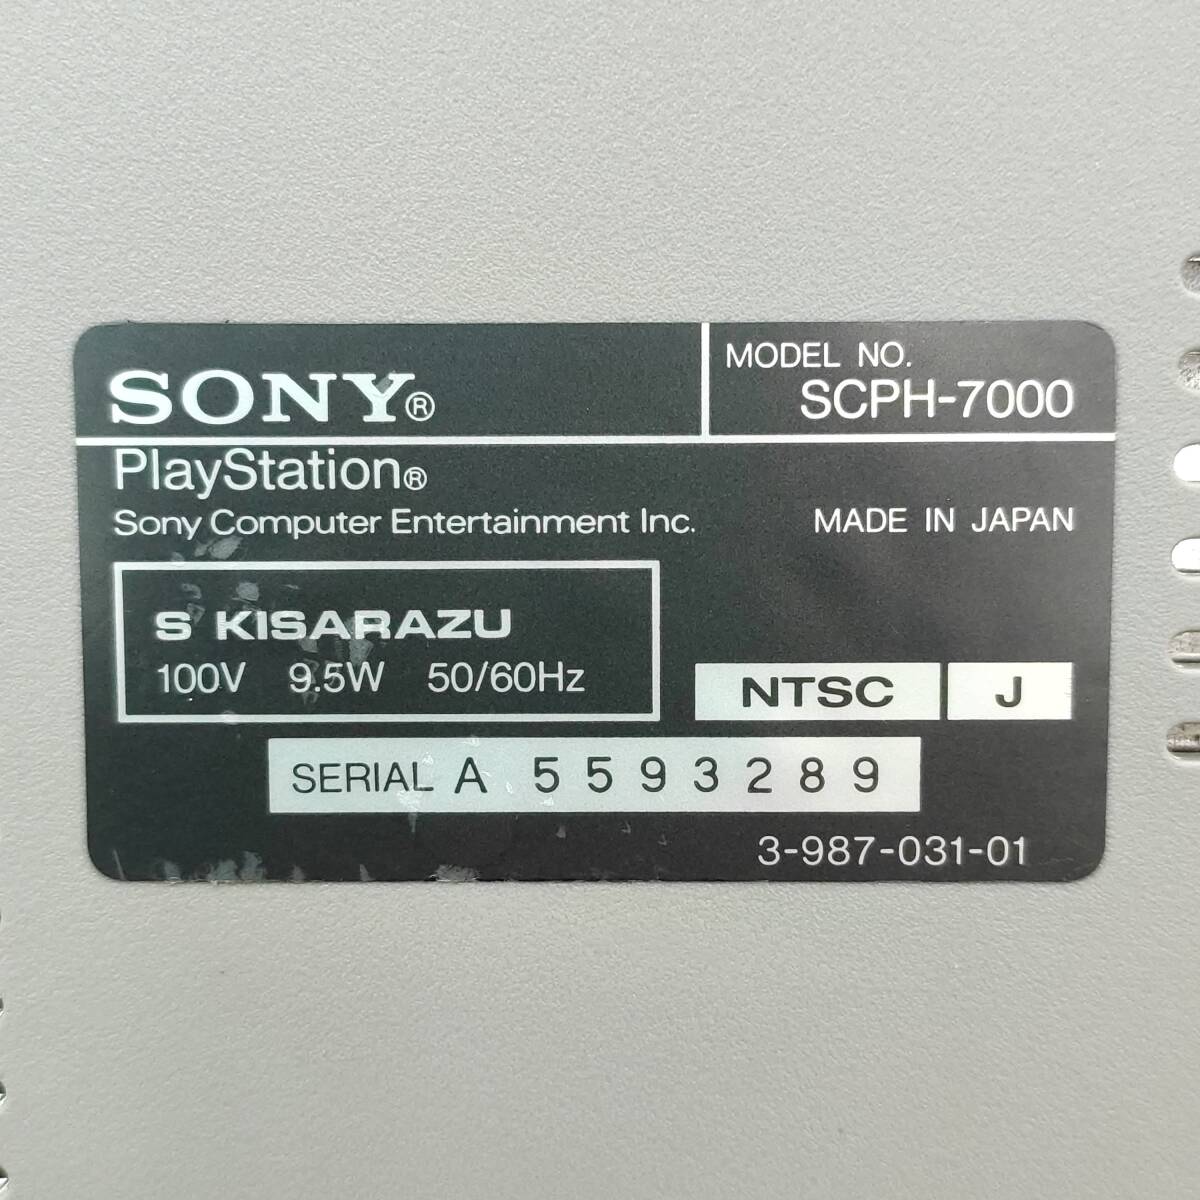 SONY®
MODEL NO.
SCPH-7000
PlayStation®
Sony Computer Entertainment Inc.
MADE IN JAPAN
S KISARAZU
100V 9.5W 50/60Hz
NTSC J
SERIAL A 5593289
3-987-031-01